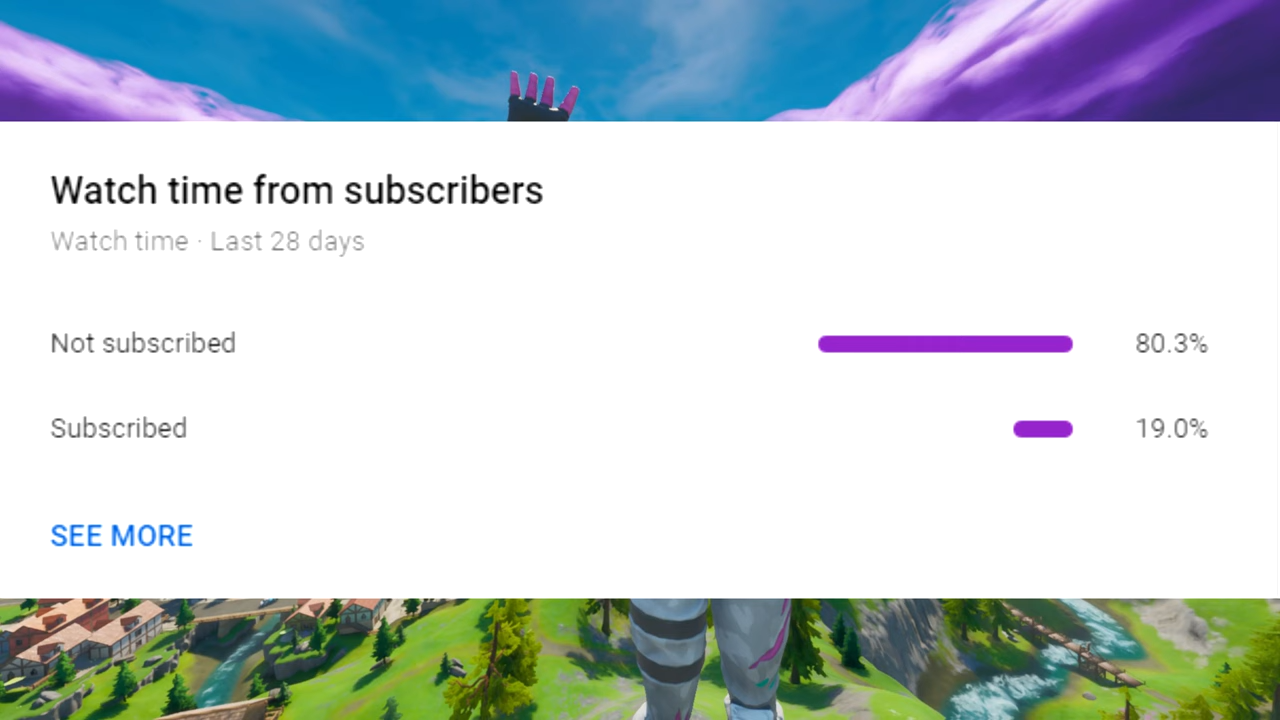 Watch time from subscribers
Watch time · Last 28 days
Not subscribed 80.3%
Subscribed 19.0%
SEE MORE